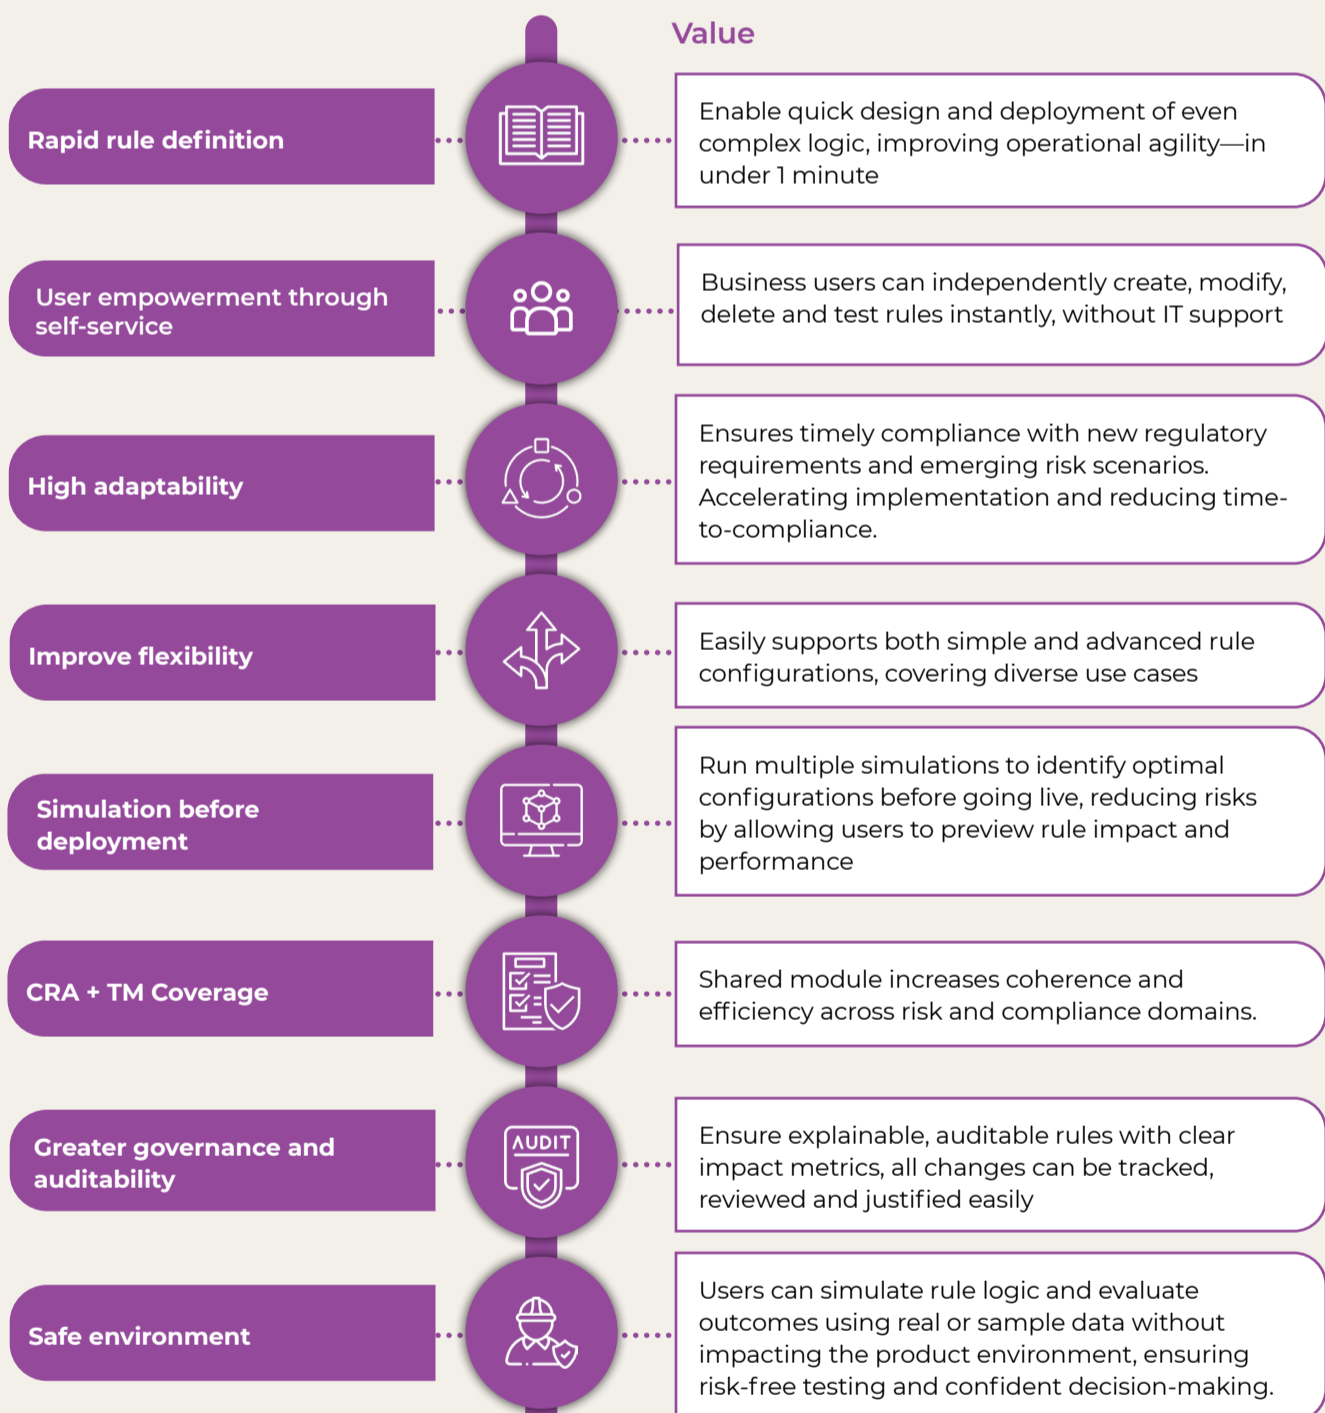 Value
Rapid rule definition
Enable quick design and deployment of even
complex logic, improving operational agility—in
under 1 minute
User empowerment through
self-service
Business users can independently create, modify,
delete and test rules instantly, without IT support
High adaptability
Ensures timely compliance with new regulatory
requirements and emerging risk scenarios.
Accelerating implementation and reducing time-
to-compliance.
Improve flexibility
Easily supports both simple and advanced rule
configurations, covering diverse use cases
Simulation before
deployment
Run multiple simulations to identify optimal
configurations before going live, reducing risks
by allowing users to preview rule impact and
performance
CRA + TM Coverage
Shared module increases coherence and
efficiency across risk and compliance domains.
Greater governance and
auditability
AUDIT
Ensure explainable, auditable rules with clear
impact metrics, all changes can be tracked,
reviewed and justified easily
Safe environment
Users can simulate rule logic and evaluate
outcomes using real or sample data without
impacting the product environment, ensuring
risk-free testing and confident decision-making.